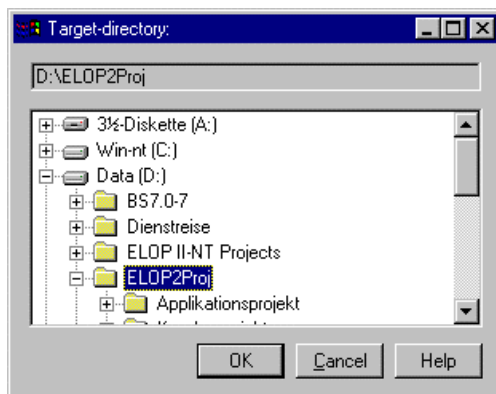 Target-directory:
D:\ELOP2Proj
3½-Diskette (A:)
Win-nt (C:)
Data (D:)
BS7.0-7
Dienstreise
ELOP II-NT Projects
ELOP2Proj
Applikationsprojekt
OK
Cancel
Help